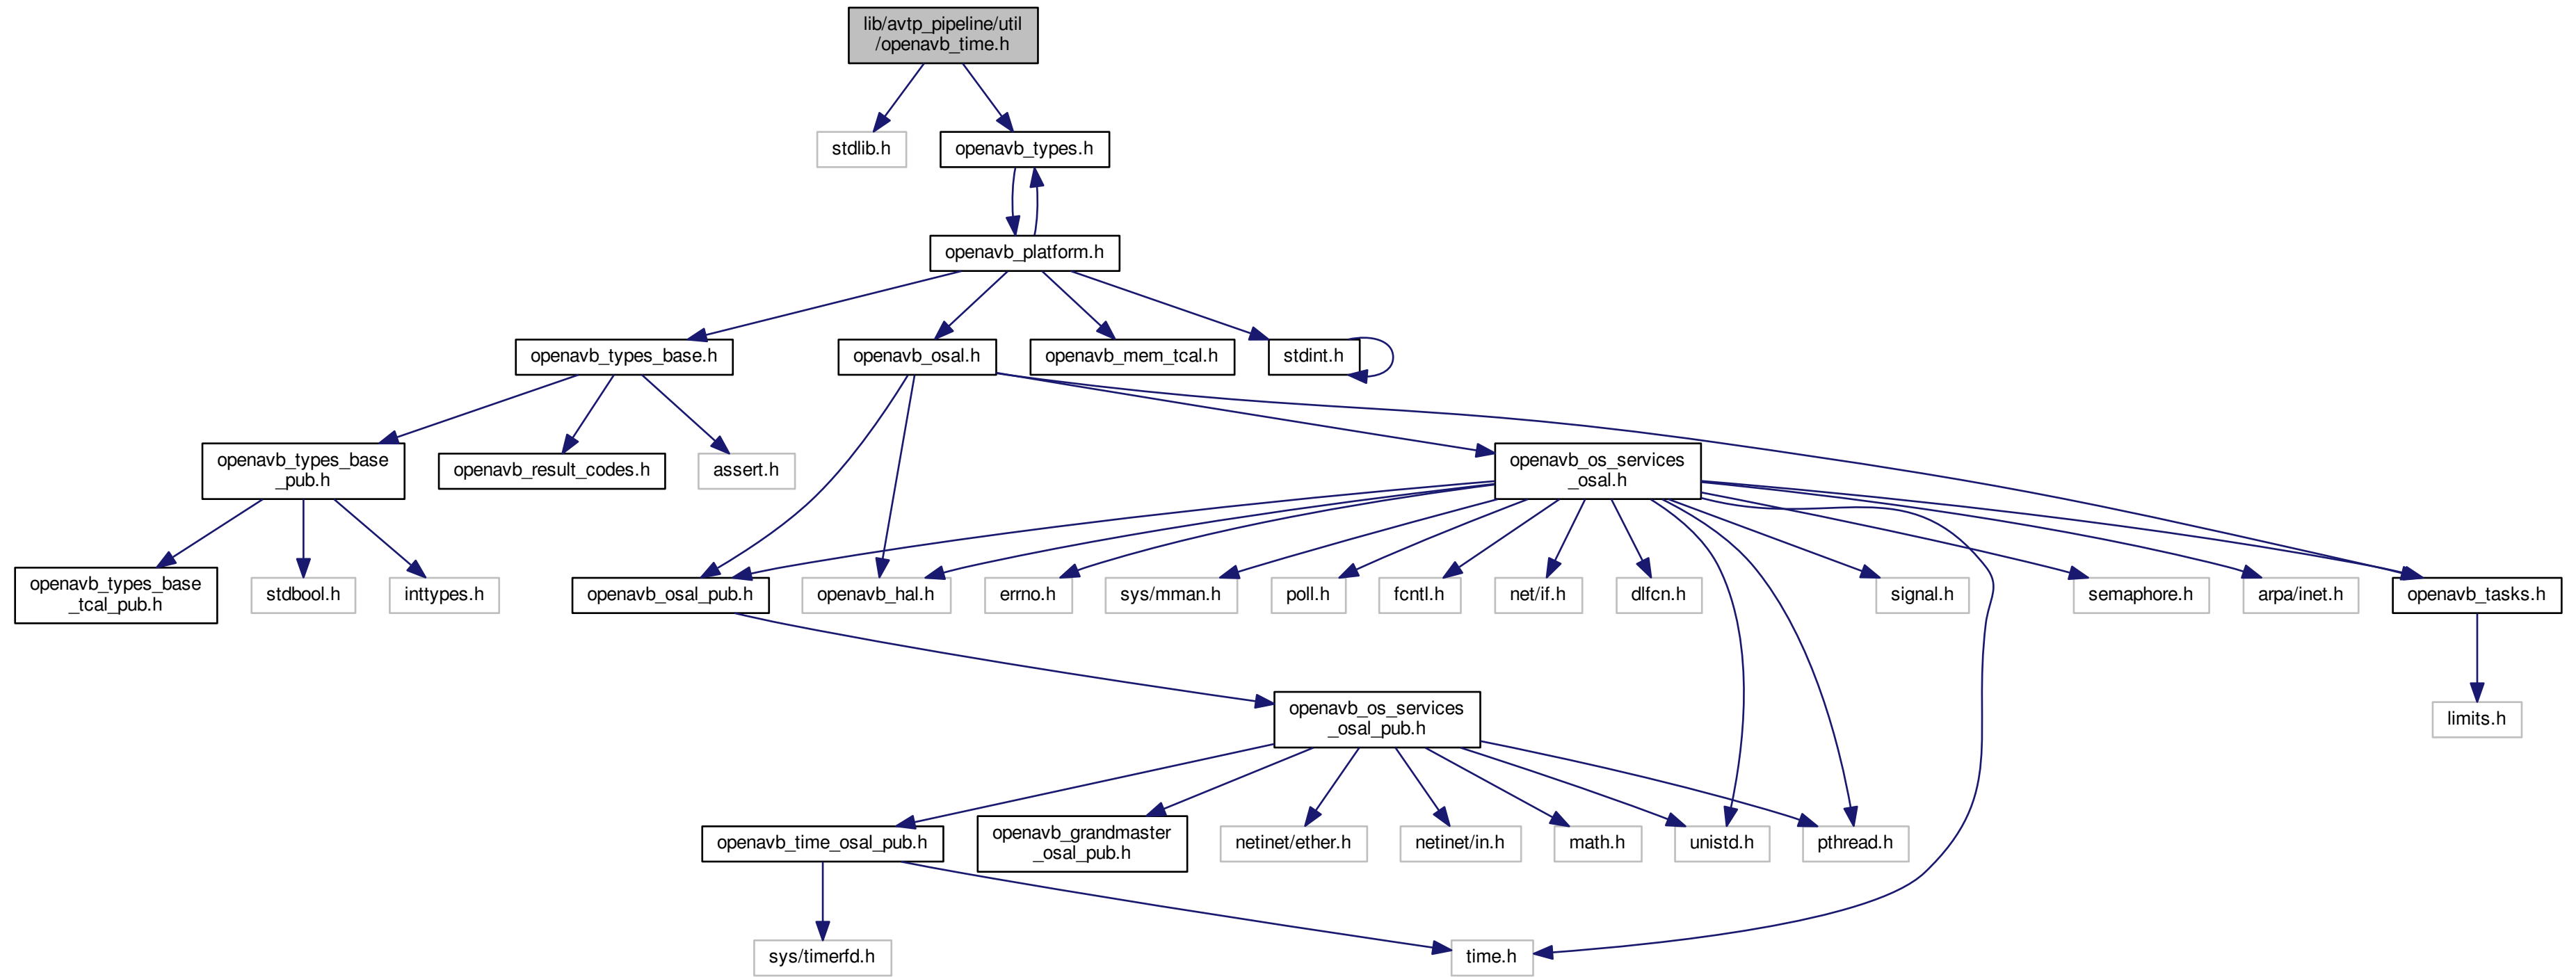 lib/avtp_pipeline/util
/openavb_time.h
stdlib.h
openavb_types.h
openavb_platform.h
openavb_types_base.h
openavb_osal.h
openavb_mem_tcal.h
stdint.h
openavb_types_base
_pub.h
openavb_result_codes.h
assert.h
openavb_os_services
_osal.h
openavb_types_base
_tcal_pub.h
stdbool.h
inttypes.h
openavb_osal_pub.h
openavb_hal.h
errno.h
sys/mman.h
poll.h
fcntl.h
net/if.h
dlfcn.h
signal.h
semaphore.h
arpa/inet.h
openavb_tasks.h
openavb_os_services
_osal_pub.h
limits.h
openavb_time_osal_pub.h
openavb_grandmaster
_osal_pub.h
netinet/ether.h
netinet/in.h
math.h
unistd.h
pthread.h
sys/timerfd.h
time.h